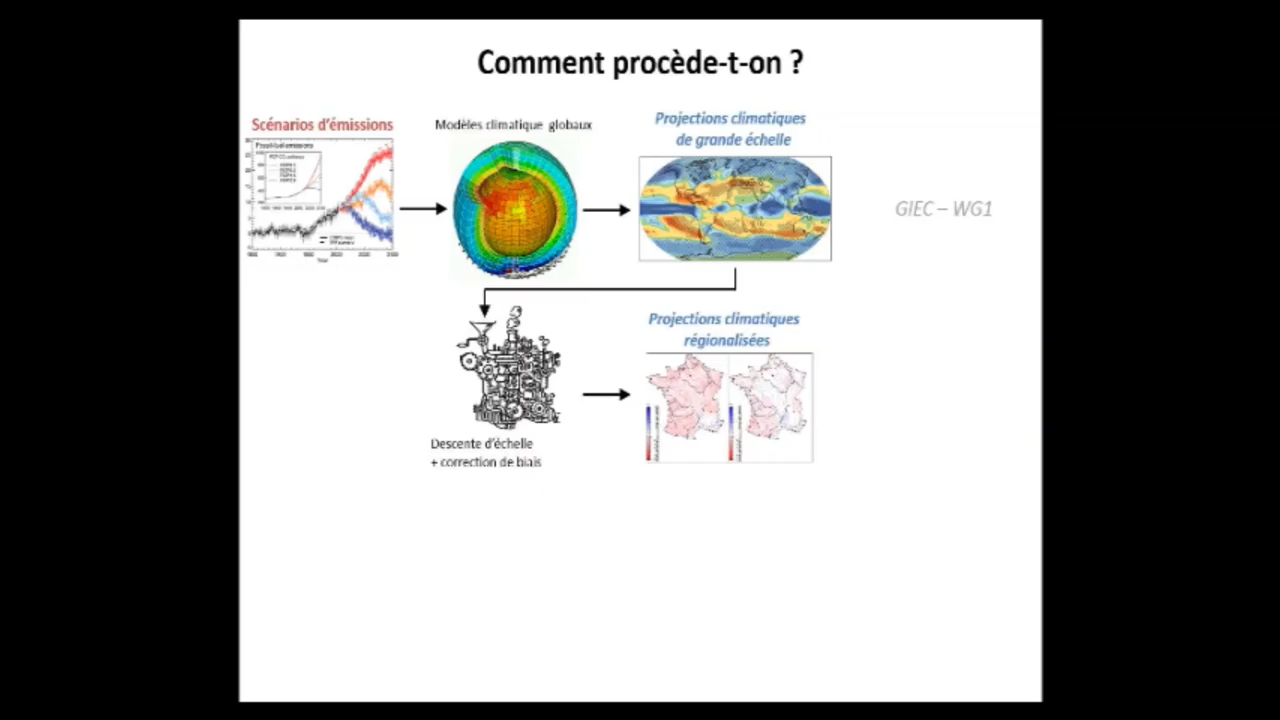 Comment procède-t-on ?
Scénarios d'émissions
Modèles climatique globaux
Projections climatiques
de grande échelle
GIEC – WG1
Projections climatiques
régionalisées
Descente d'échelle
+ correction de biais